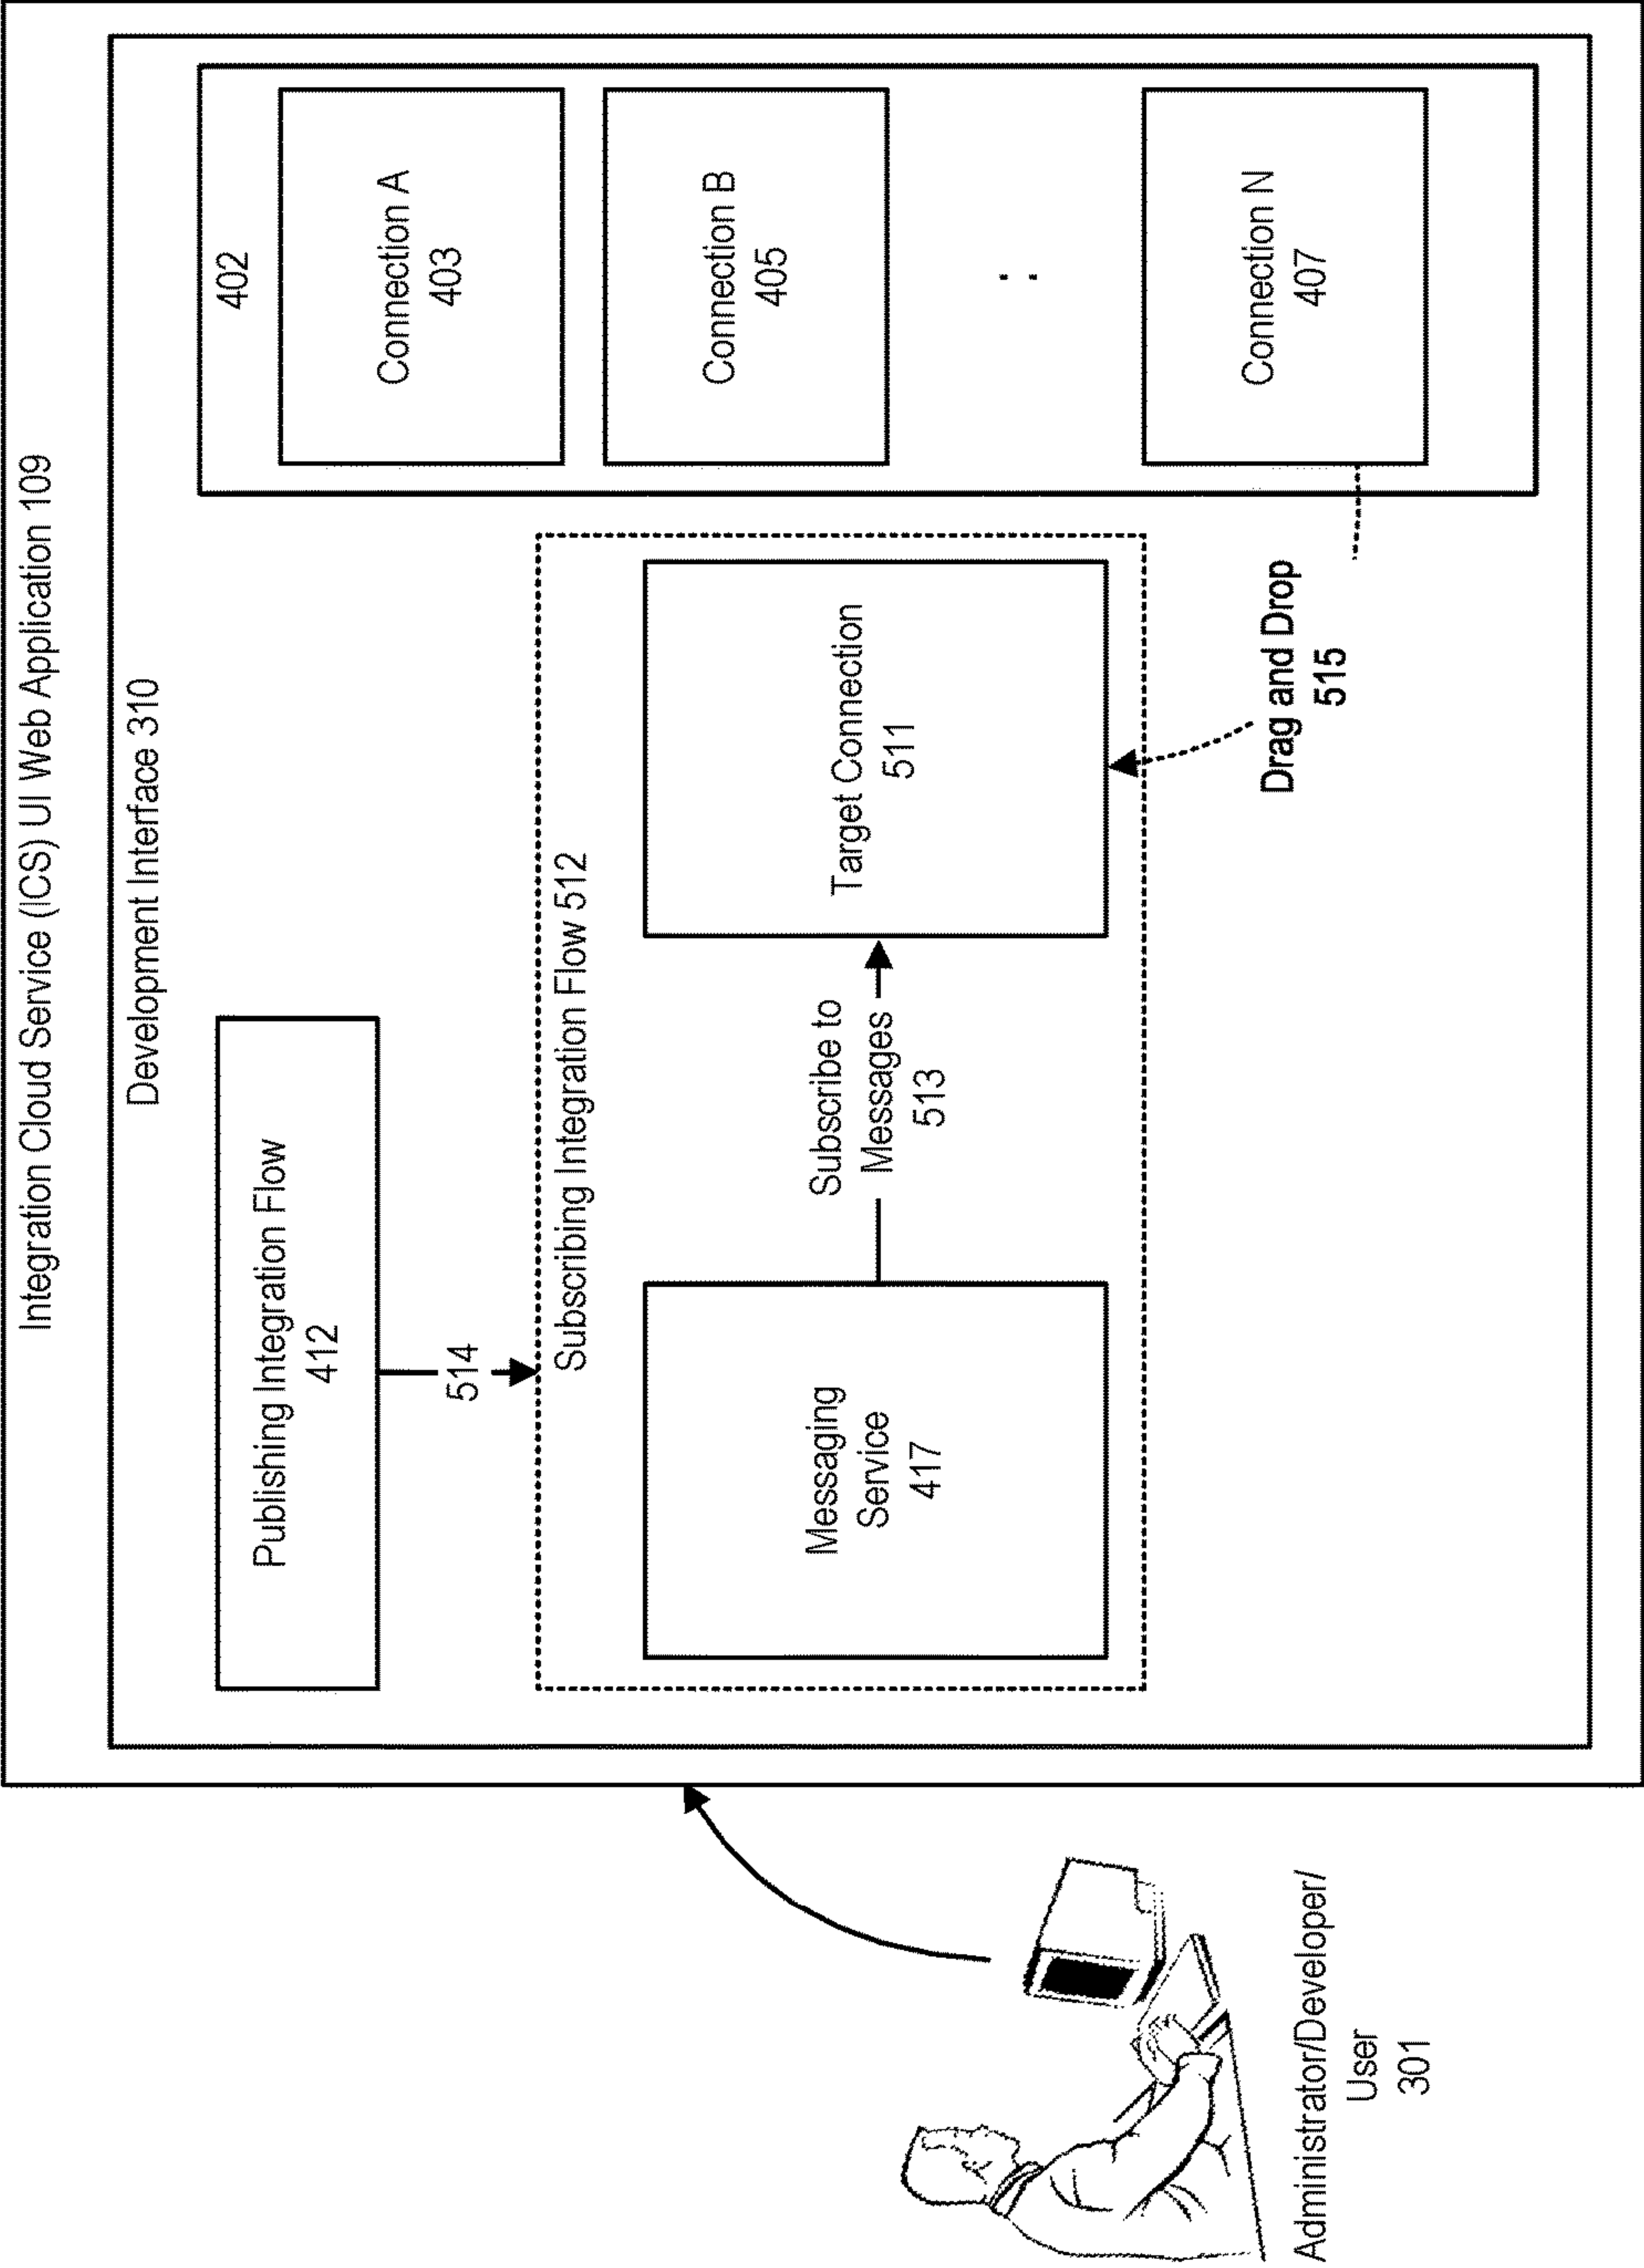 Integration Cloud Service (ICS) UI Web Application 109
Development Interface 310
Publishing Integration Flow
412
514
Subscribing Integration Flow 512
Messaging
Service
417
Subscribe to
Messages
513
Target Connection
511
Drag and Drop
515
402
Connection A
403
Connection B
405
Connection N
407
Administrator/Developer/
User
301